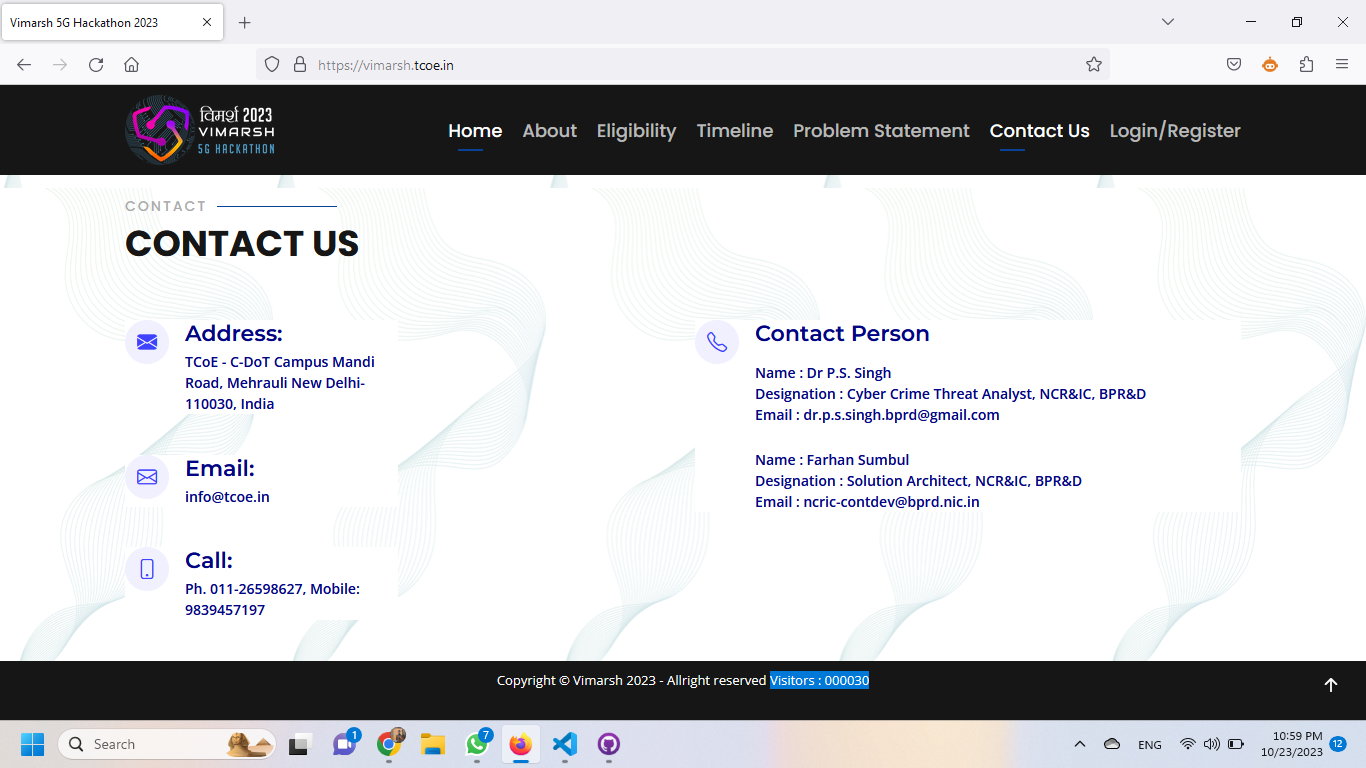 Vimarsh 5G Hackathon 2023
https://vimarsh.tcoe.in
विमर्श 2023
VIMARSH
5G HACKATHON
Home About Eligibility Timeline Problem Statement Contact Us Login/Register
CONTACT
CONTACT US
Address:
TCoE - C-DoT Campus Mandi
Road, Mehrauli New Delhi-
110030, India
Email:
info@tcoe.in
Call:
Ph. 011-26598627, Mobile:
9839457197
Contact Person
Name : Dr P.S. Singh
Designation : Cyber Crime Threat Analyst, NCR&IC, BPR&D
Email : dr.p.s.singh.bprd@gmail.com
Name : Farhan Sumbul
Designation : Solution Architect, NCR&IC, BPR&D
Email : ncric-contdev@bprd.nic.in
Copyright © Vimarsh 2023 - Allright reserved Visitors : 000030
Search
1
7
ENG
10:59 PM
10/23/2023
12